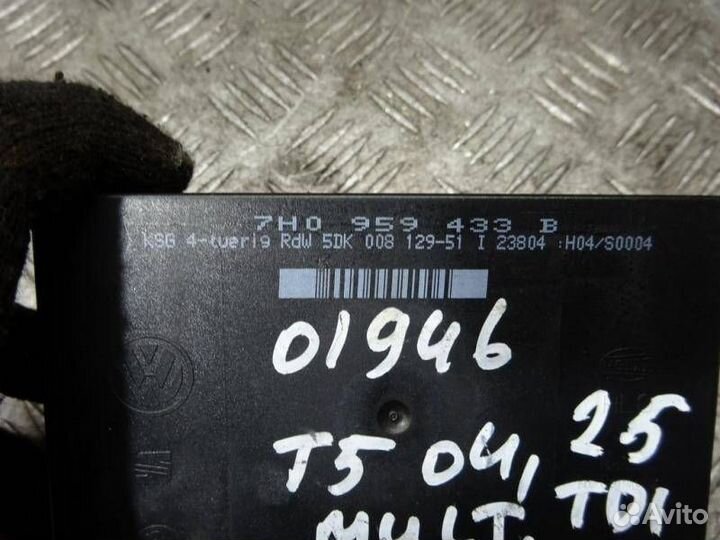 7H0 959 433 B
KSG 4-tuerig RdW 5DK 008 129-51 I 23804 :H04/S0004
01946
T5 04, 25
MULT. TDI
Avito